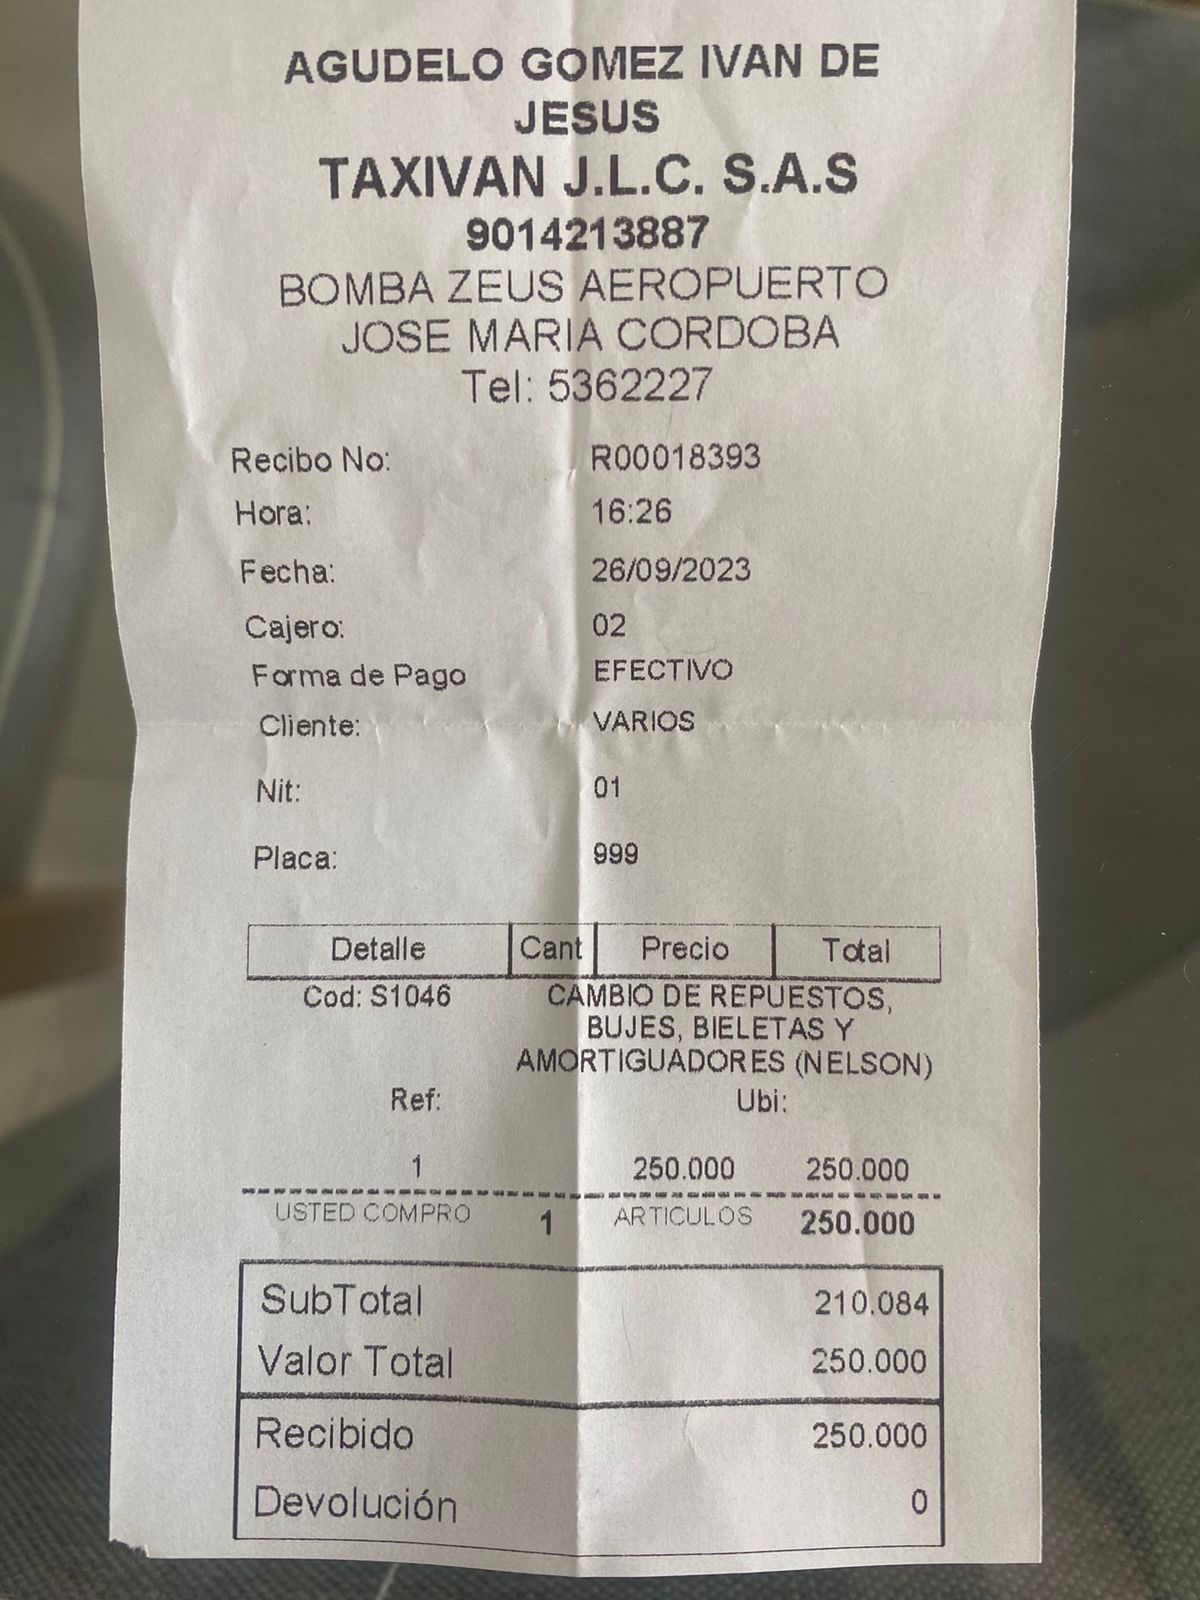 AGUDELO GOMEZ IVAN DE
JESUS
TAXIVAN J.L.C. S.A.S
9014213887
BOMBA ZEUS AEROPUERTO
JOSE MARIA CORDOBA
Tel: 5362227
Recibo No: R00018393
Hora: 16:26
Fecha: 26/09/2023
Cajero: 02
Forma de Pago EFECTIVO
Cliente: VARIOS
Nit: 01
Placa: 999
Detalle Cant Precio Total
Cod: S1046 CAMBIO DE REPUESTOS,
BUJES, BIELETAS Y
AMORTIGUADORES (NELSON)
Ref: Ubi:
1 250.000 250.000
USTED COMPRO 1 ARTICULOS 250.000
SubTotal 210.084
Valor Total 250.000
Recibido 250.000
Devolución 0